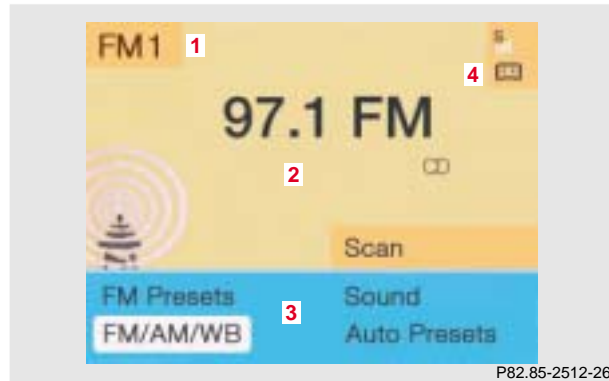 FM1 1
S
4
97.1 FM
2
Scan
FM Presets Sound
3
FM/AM/WB Auto Presets
P82.85-2512-26